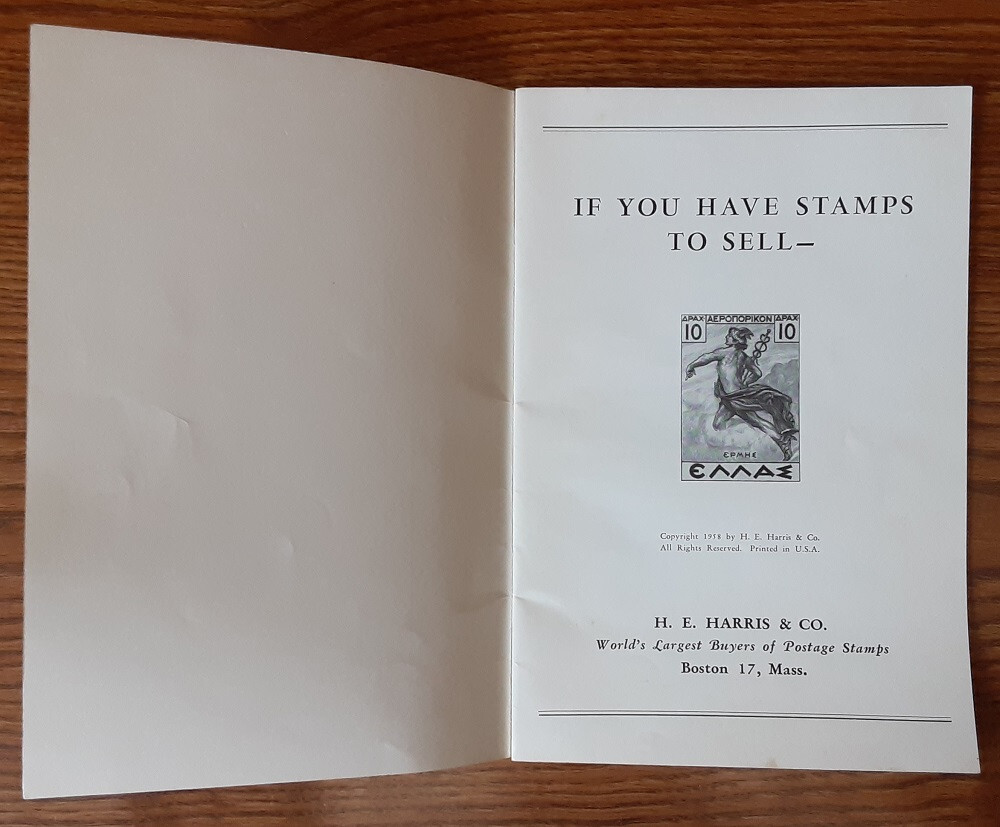 IF YOU HAVE STAMPS
TO SELL—
ΔΡΑΧ. ΑΕΡΟΠΟΡΙΚΟΝ ΔΡΑΧ.
10 10
ΕΡΜΗΣ
ΕΛΛΑΣ
Copyright 1938 by H. E. Harris & Co.
All Rights Reserved. Printed in U.S.A.
H. E. HARRIS & CO.
World's Largest Buyers of Postage Stamps
Boston 17, Mass.